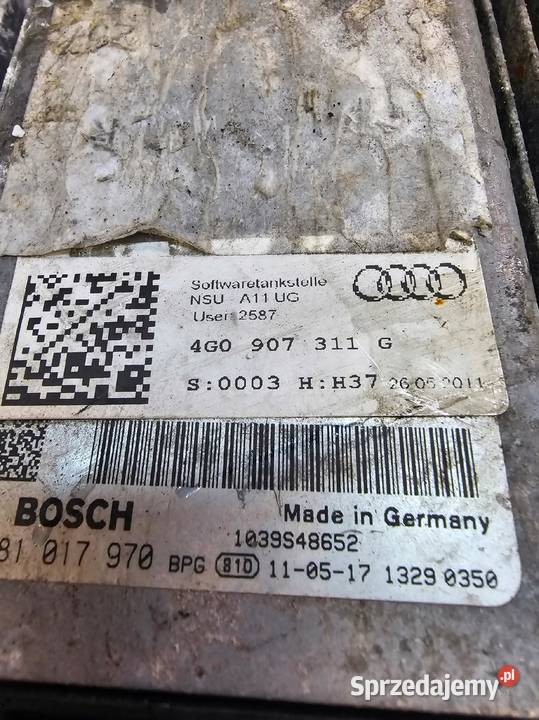 Softwaretankstelle
NSU - A11 UG
User: 2587
4G0 907 311 G
S:0003 H:H37 26.05.2011
BOSCH
Made in Germany
1039S48652
81 017 970 BPG 81D 11-05-17 1329 0350
Sprzedajemy.pl